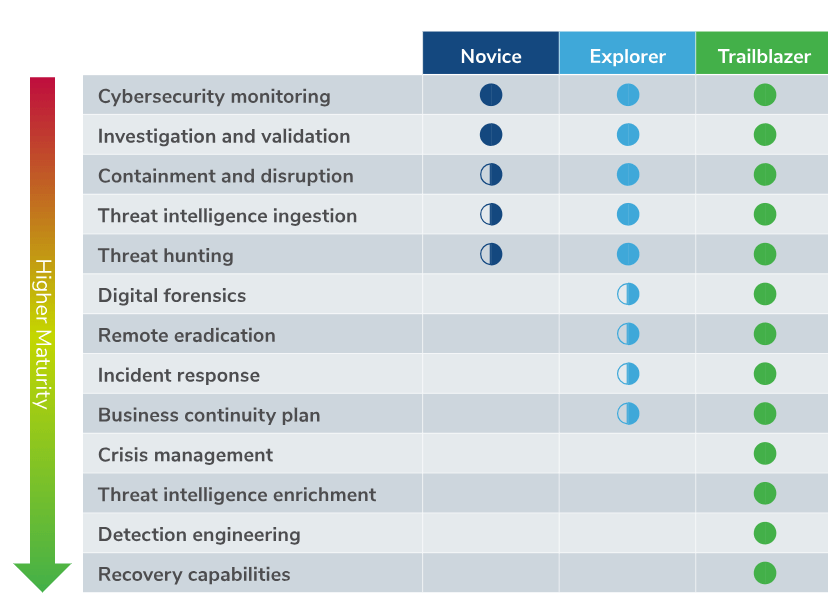 Novice Explorer Trailblazer
Cybersecurity monitoring
Investigation and validation
Containment and disruption
Threat intelligence ingestion
Threat hunting
Digital forensics
Remote eradication
Incident response
Business continuity plan
Crisis management
Threat intelligence enrichment
Detection engineering
Recovery capabilities
Higher Maturity